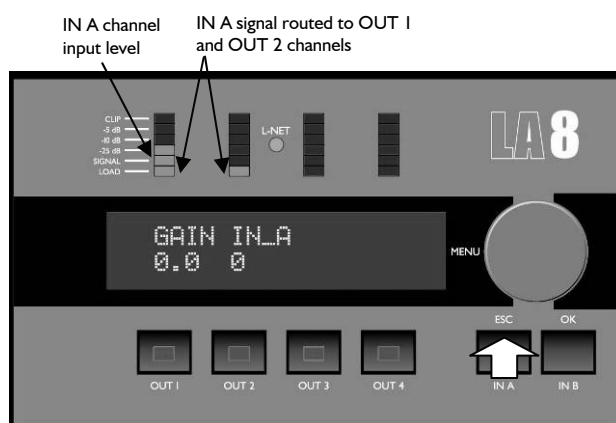 IN A channel
input level
IN A signal routed to OUT 1
and OUT 2 channels
CLIP
-5 dB
-10 dB
-25 dB
SIGNAL
LOAD
L-NET
LA8
GAIN IN_A
0.0 0
MENU
ESC OK
OUT 1 OUT 2 OUT 3 OUT 4 IN A IN B